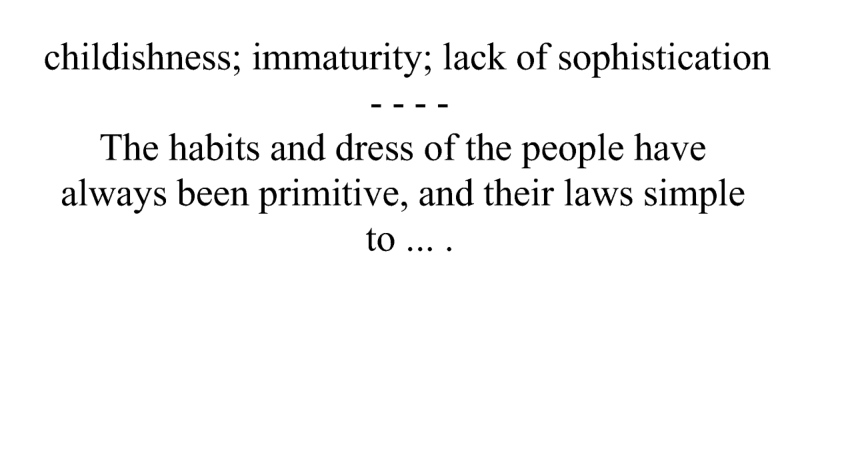 childishness; immaturity; lack of sophistication
- - - -
The habits and dress of the people have
always been primitive, and their laws simple
to ... .